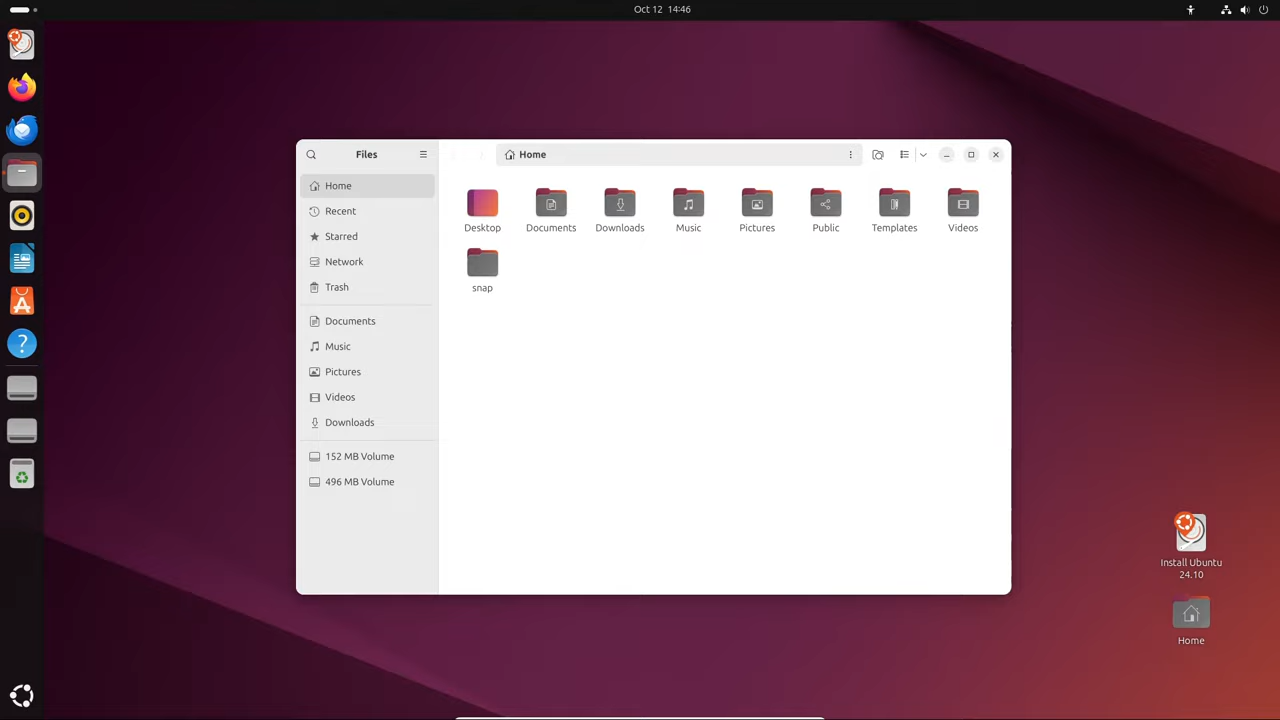 Oct 12 14:46
Files
Home
Home
Recent
Starred
Network
Trash
Documents
Music
Pictures
Videos
Downloads
152 MB Volume
496 MB Volume
Desktop
Documents
Downloads
Music
Pictures
Public
Templates
Videos
snap
Install Ubuntu
24.10
Home